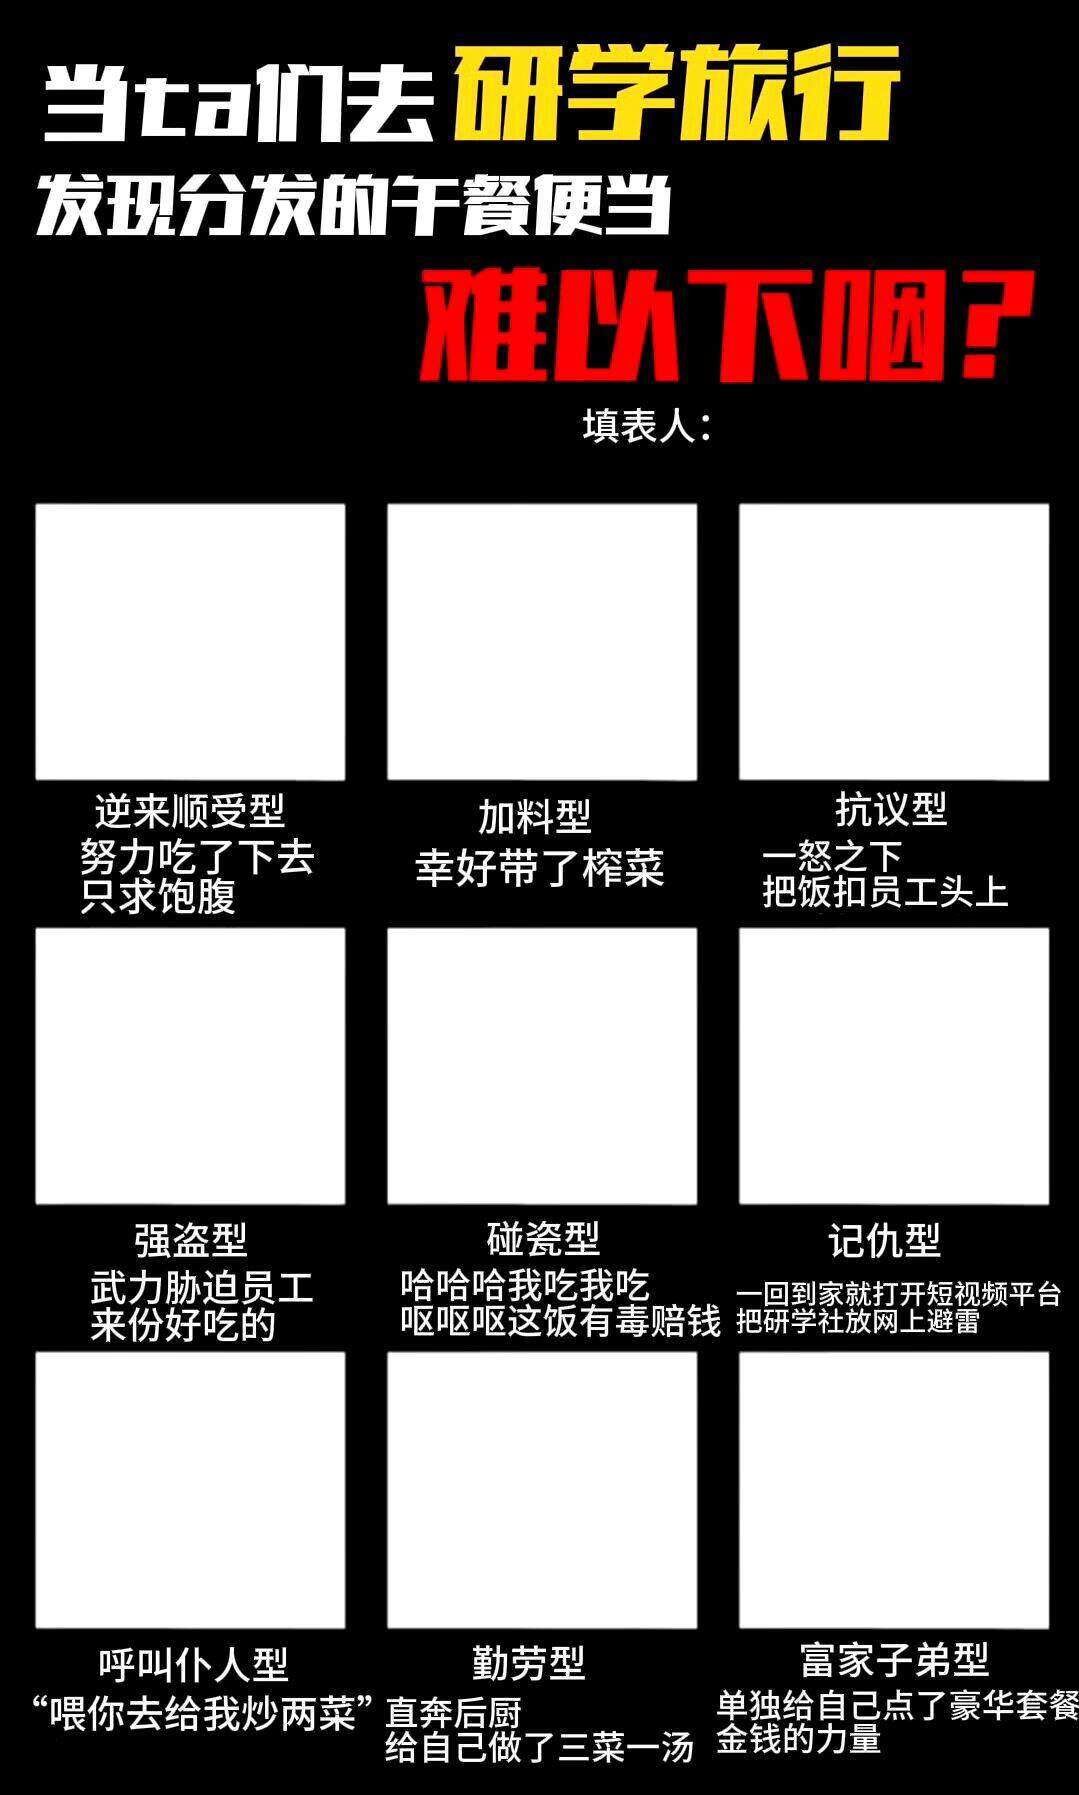 当ta们去研学旅行
发现分发的午餐便当
难以下咽?
填表人:
逆来顺受型
努力吃了下去
只求饱腹
加料型
幸好带了榨菜
抗议型
一怒之下
把饭扣员工头上
强盗型
武力胁迫员工
来份好吃的
碰瓷型
哈哈哈我吃我吃
呕呕呕这饭有毒赔钱
记仇型
一回到家就打开短视频平台
把研学社放网上避雷
呼叫仆人型
“喂你去给我炒两菜”
勤劳型
直奔后厨
给自己做了三菜一汤
富家子弟型
单独给自己点了豪华套餐
金钱的力量